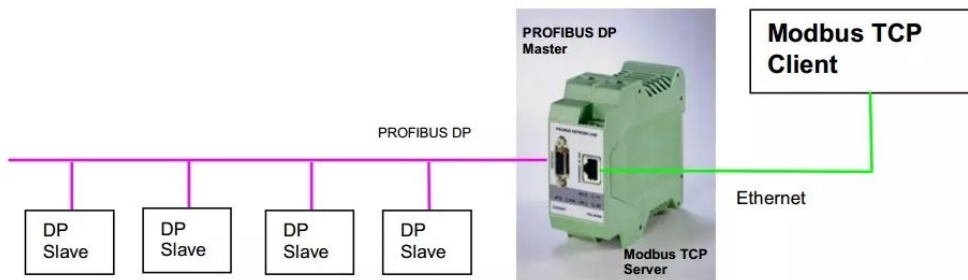 PROFIBUS DP
Master
Modbus TCP
Client
PROFIBUS DP
Ethernet
DP
Slave
DP
Slave
DP
Slave
DP
Slave
Modbus TCP
Server